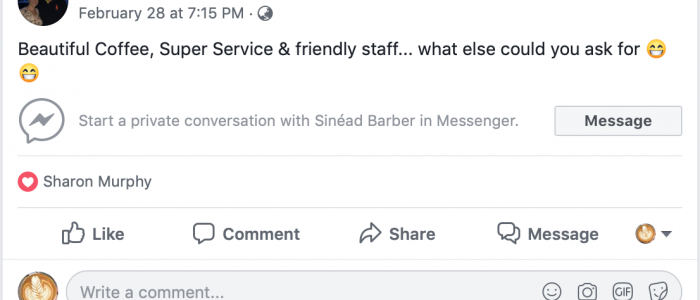 February 28 at 7:15 PM ·
Beautiful Coffee, Super Service & friendly staff... what else could you ask for 😁
😁
Start a private conversation with Sinéad Barber in Messenger.
Message
Sharon Murphy
Like Comment Share Message
Write a comment...
GIF